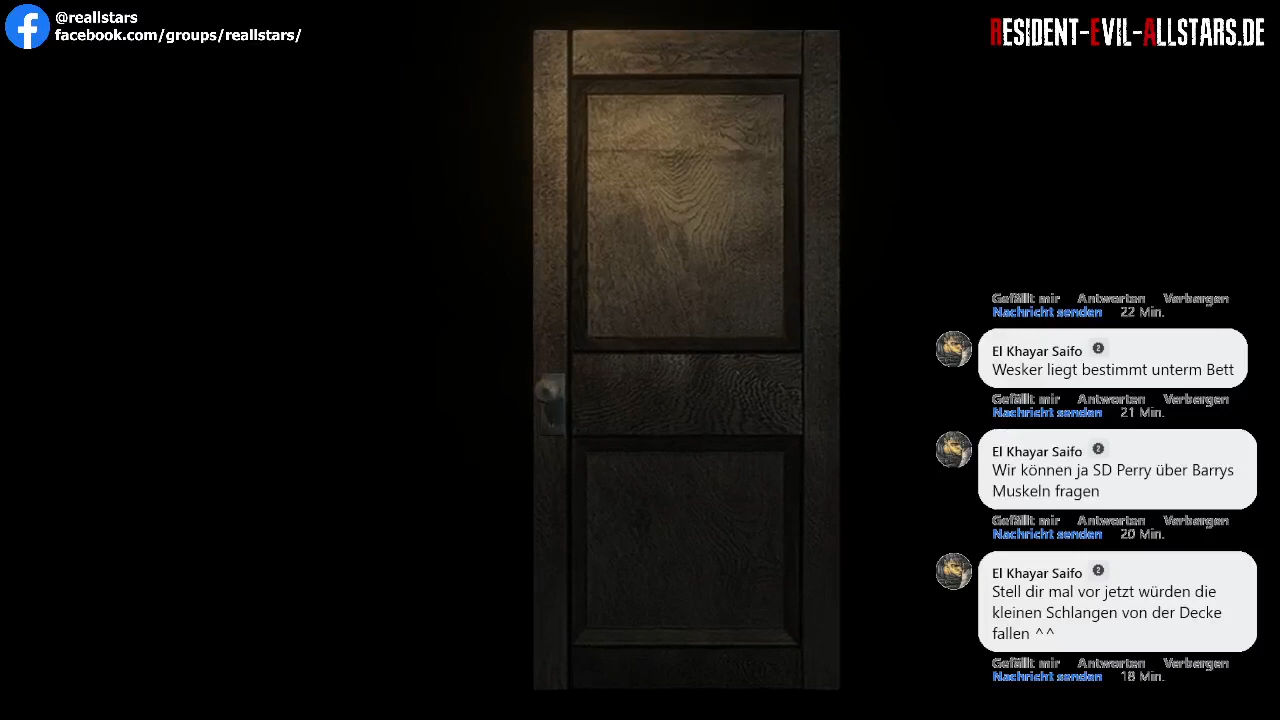 @reallstars
facebook.com/groups/reallstars/
RESIDENT-EVIL-ALLSTARS.DE
Gefällt mir Antworten Verbergen
Nachricht senden 22 Min.
El Khayar Saifo 2
Wesker liegt bestimmt unterm Bett
Gefällt mir Antworten Verbergen
Nachricht senden 21 Min.
El Khayar Saifo 2
Wir können ja SD Perry über Barrys
Muskeln fragen
Gefällt mir Antworten Verbergen
Nachricht senden 20 Min.
El Khayar Saifo 2
Stell dir mal vor jetzt würden die
kleinen Schlangen von der Decke
fallen ^^
Gefällt mir Antworten Verbergen
Nachricht senden 18 Min.